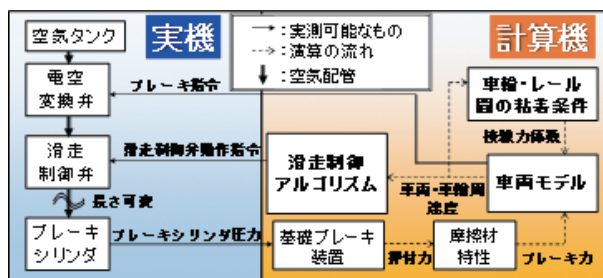 空気タンク
実機
→:実測可能なもの
⇢:演算の流れ
↓:空気配管
計算機
電空
変換弁
ブレーキ指令
車輪・レール
間の粘着条件
接線力係数
滑走
制御弁
滑走制御弁動作指令
滑走制御
アルゴリズム
車両・車輪周
速度
車両モデル
長さ可変
ブレーキ
シリンダ
ブレーキシリンダ圧力
基礎ブレーキ
装置
押付力
摩擦材
特性
ブレーキ力